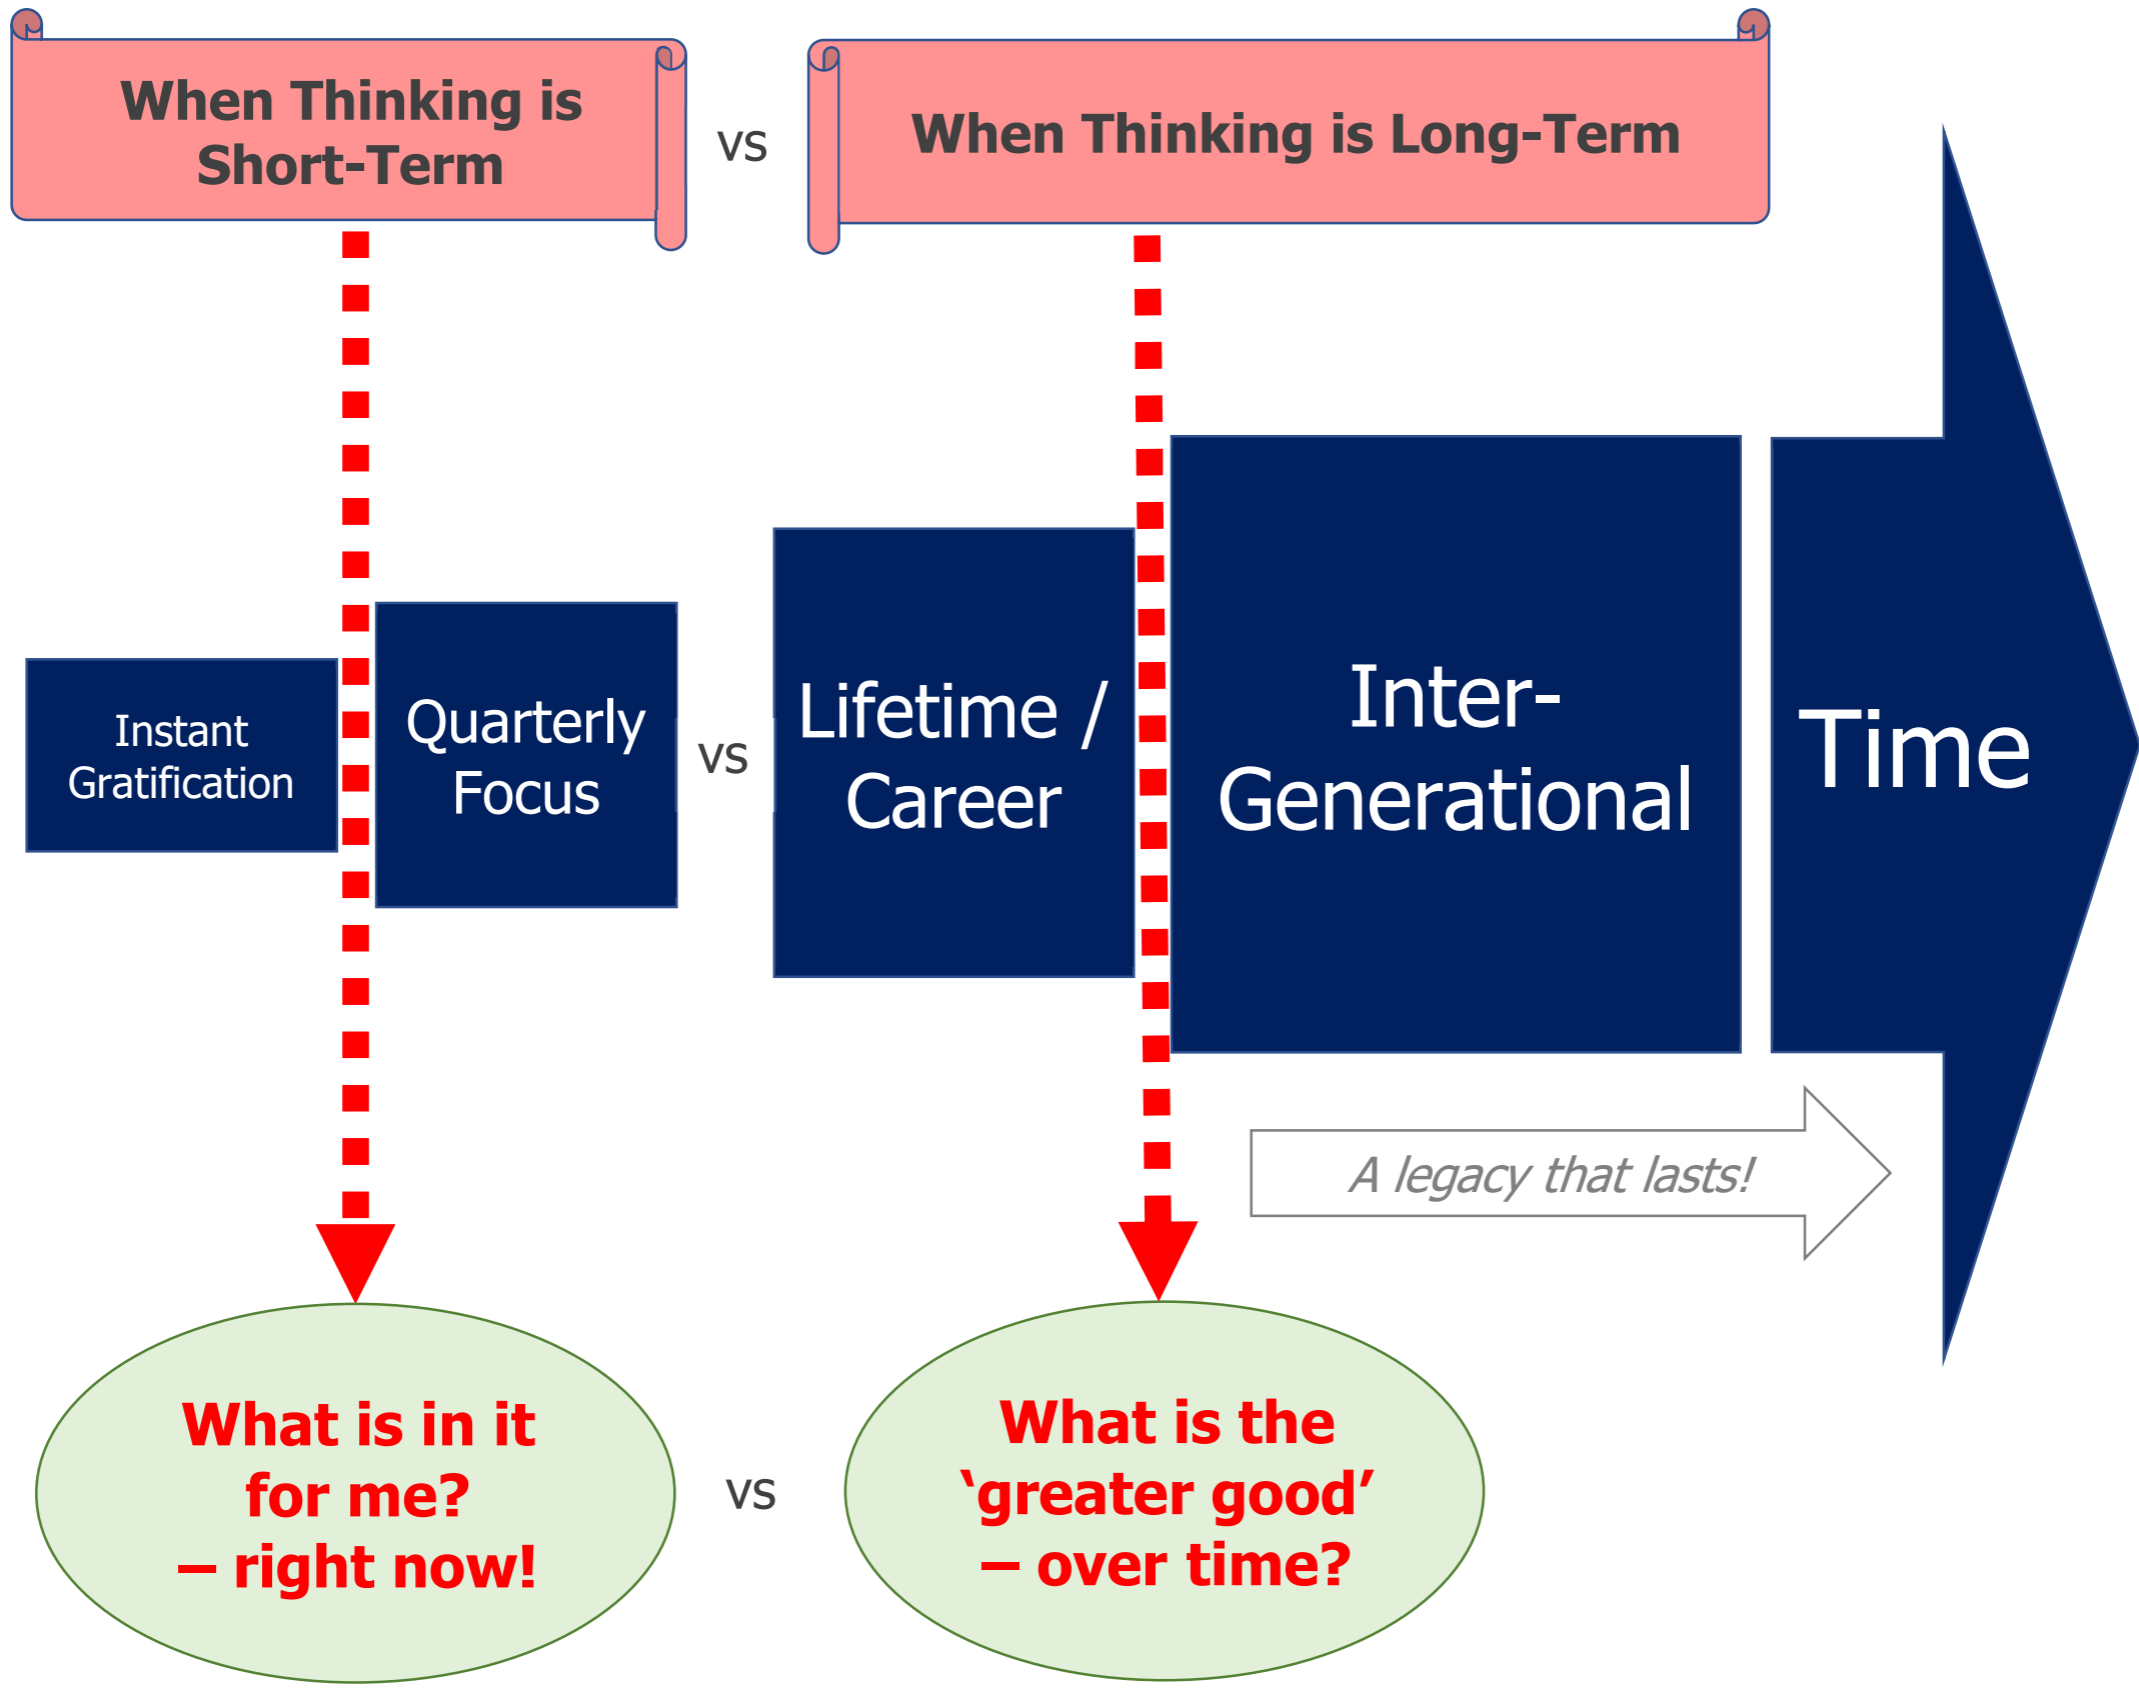 When Thinking is
Short-Term
vs
When Thinking is Long-Term
Instant
Gratification
Quarterly
Focus
vs
Lifetime /
Career
Inter-
Generational
Time
A legacy that lasts!
What is in it
for me?
– right now!
vs
What is the
‘greater good’
– over time?